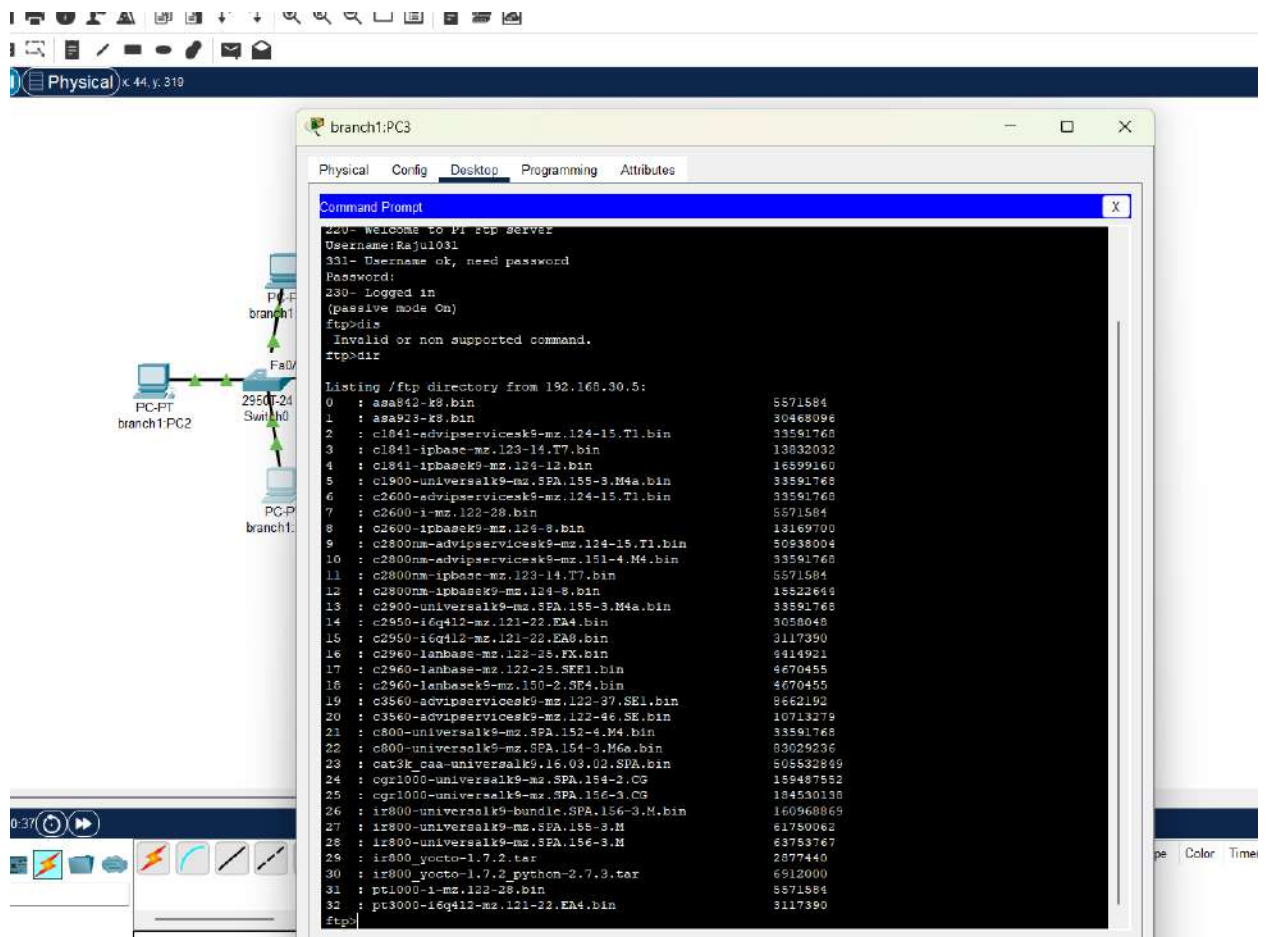 Physical x: 44, y: 319
branch1:PC3
Physical Config Desktop Programming Attributes
Command Prompt X
220- Welcome to PT Ftp server
Username:Raju1031
331- Username ok, need password
Password:
230- Logged in
(passive mode On)
ftp>dis
Invalid or non supported command.
ftp>dir
Listing /ftp directory from 192.168.30.5:
0 : asa842-k8.bin 5571584
1 : asa923-k8.bin 30468096
2 : c1841-advipservicesk9-mz.124-15.T1.bin 33591768
3 : c1841-ipbase-mz.123-14.T7.bin 13832032
4 : c1841-ipbasek9-mz.124-12.bin 16599160
5 : c1900-universalk9-mz.SPA.155-3.M4a.bin 33591768
6 : c2600-advipservicesk9-mz.124-15.T1.bin 33591768
7 : c2600-i-mz.122-28.bin 5571584
8 : c2600-ipbasek9-mz.124-8.bin 13169700
9 : c2800nm-advipservicesk9-mz.124-15.T1.bin 50938004
10 : c2800nm-advipservicesk9-mz.151-4.M4.bin 33591768
11 : c2800nm-ipbase-mz.123-14.T7.bin 5571584
12 : c2800nm-ipbasek9-mz.124-8.bin 15522644
13 : c2900-universalk9-mz.SPA.155-3.M4a.bin 33591768
14 : c2950-i6q4l2-mz.121-22.EA4.bin 3058048
15 : c2950-i6q4l2-mz.121-22.EA8.bin 3117390
16 : c2960-lanbase-mz.122-25.FX.bin 4414921
17 : c2960-lanbase-mz.122-25.SEE1.bin 4670455
18 : c2960-lanbasek9-mz.150-2.SE4.bin 4670455
19 : c3560-advipservicesk9-mz.122-37.SE1.bin 8662192
20 : c3560-advipservicesk9-mz.122-46.SE.bin 10713279
21 : c800-universalk9-mz.SPA.152-4.M4.bin 33591768
22 : c800-universalk9-mz.SPA.154-3.M6a.bin 83029236
23 : cat3k_caa-universalk9.16.03.02.SPA.bin 505532849
24 : cgr1000-universalk9-mz.SPA.154-2.CG 159487552
25 : cgr1000-universalk9-mz.SPA.156-3.CG 184530138
26 : ir800-universalk9-bundle.SPA.156-3.M.bin 160968869
27 : ir800-universalk9-mz.SPA.155-3.M 61750062
28 : ir800-universalk9-mz.SPA.156-3.M 63753767
29 : ir800_yocto-1.7.2.tar 2877440
30 : ir800_yocto-1.7.2_python-2.7.3.tar 6912000
31 : pt1000-i-mz.122-28.bin 5571584
32 : pt3000-i6q4l2-mz.121-22.EA4.bin 3117390
ftp>
branch1
Fa0/
PC-PT
branch1:PC2
2950T-24
Switch0
PC-P
branch1:
0:37
Color